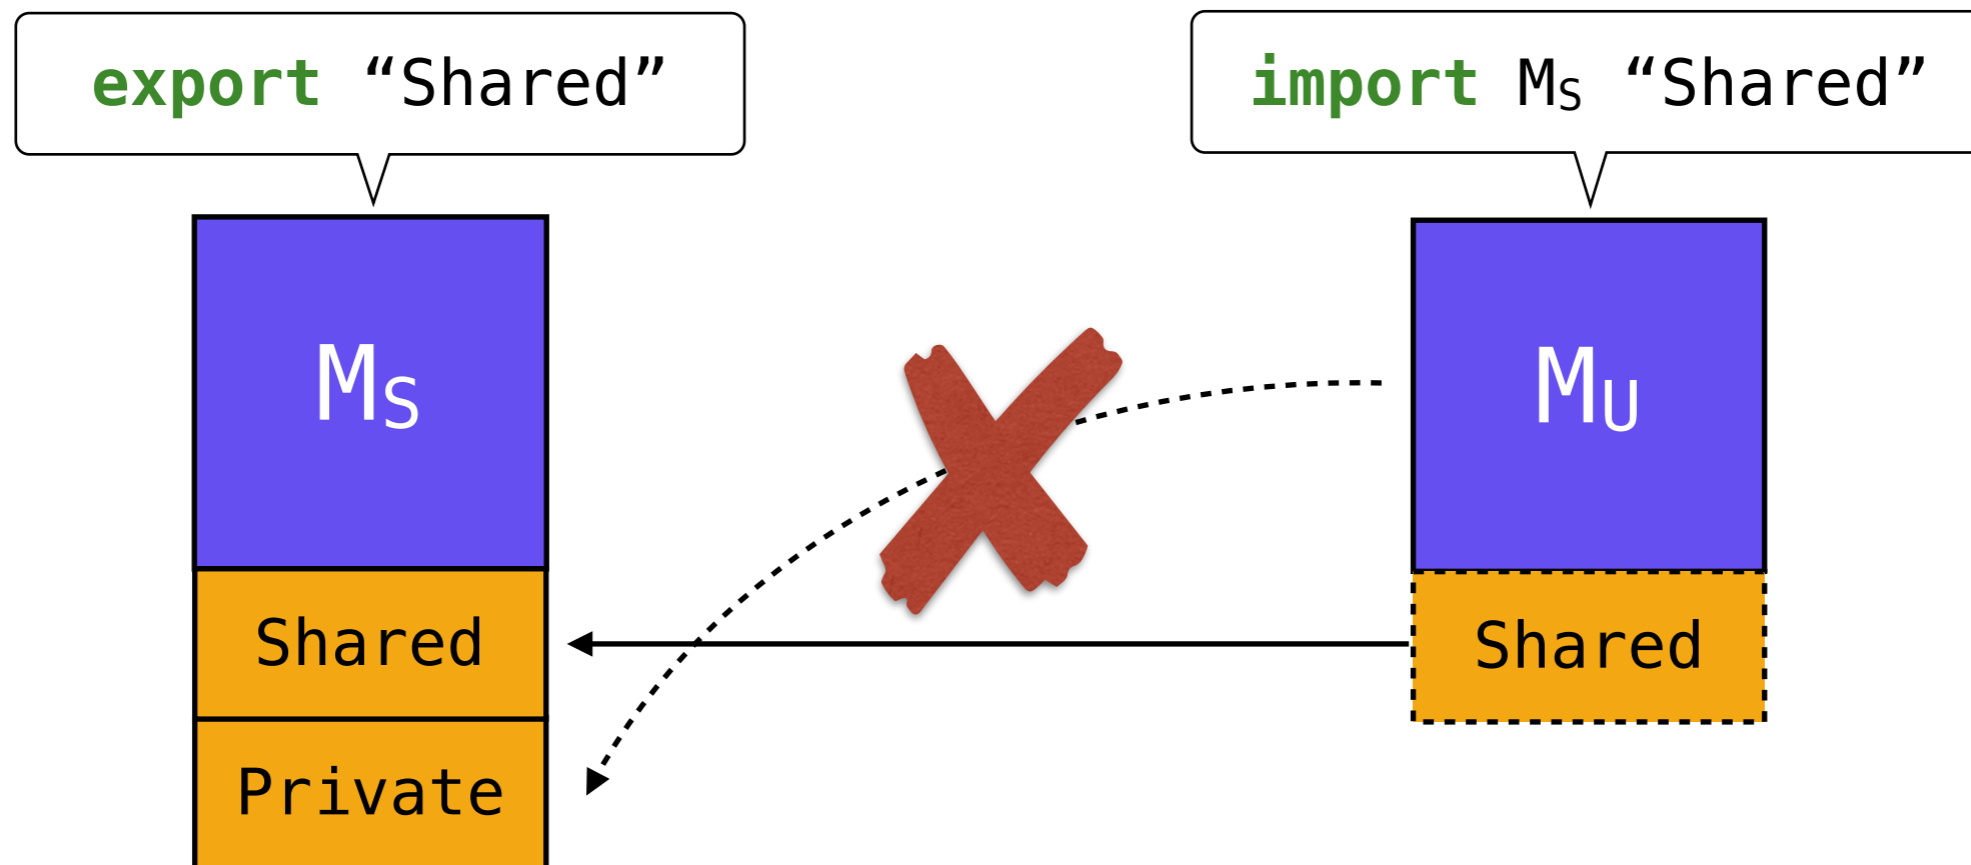 export “Shared”
import MS “Shared”
MS
MU
Shared
Shared
Private